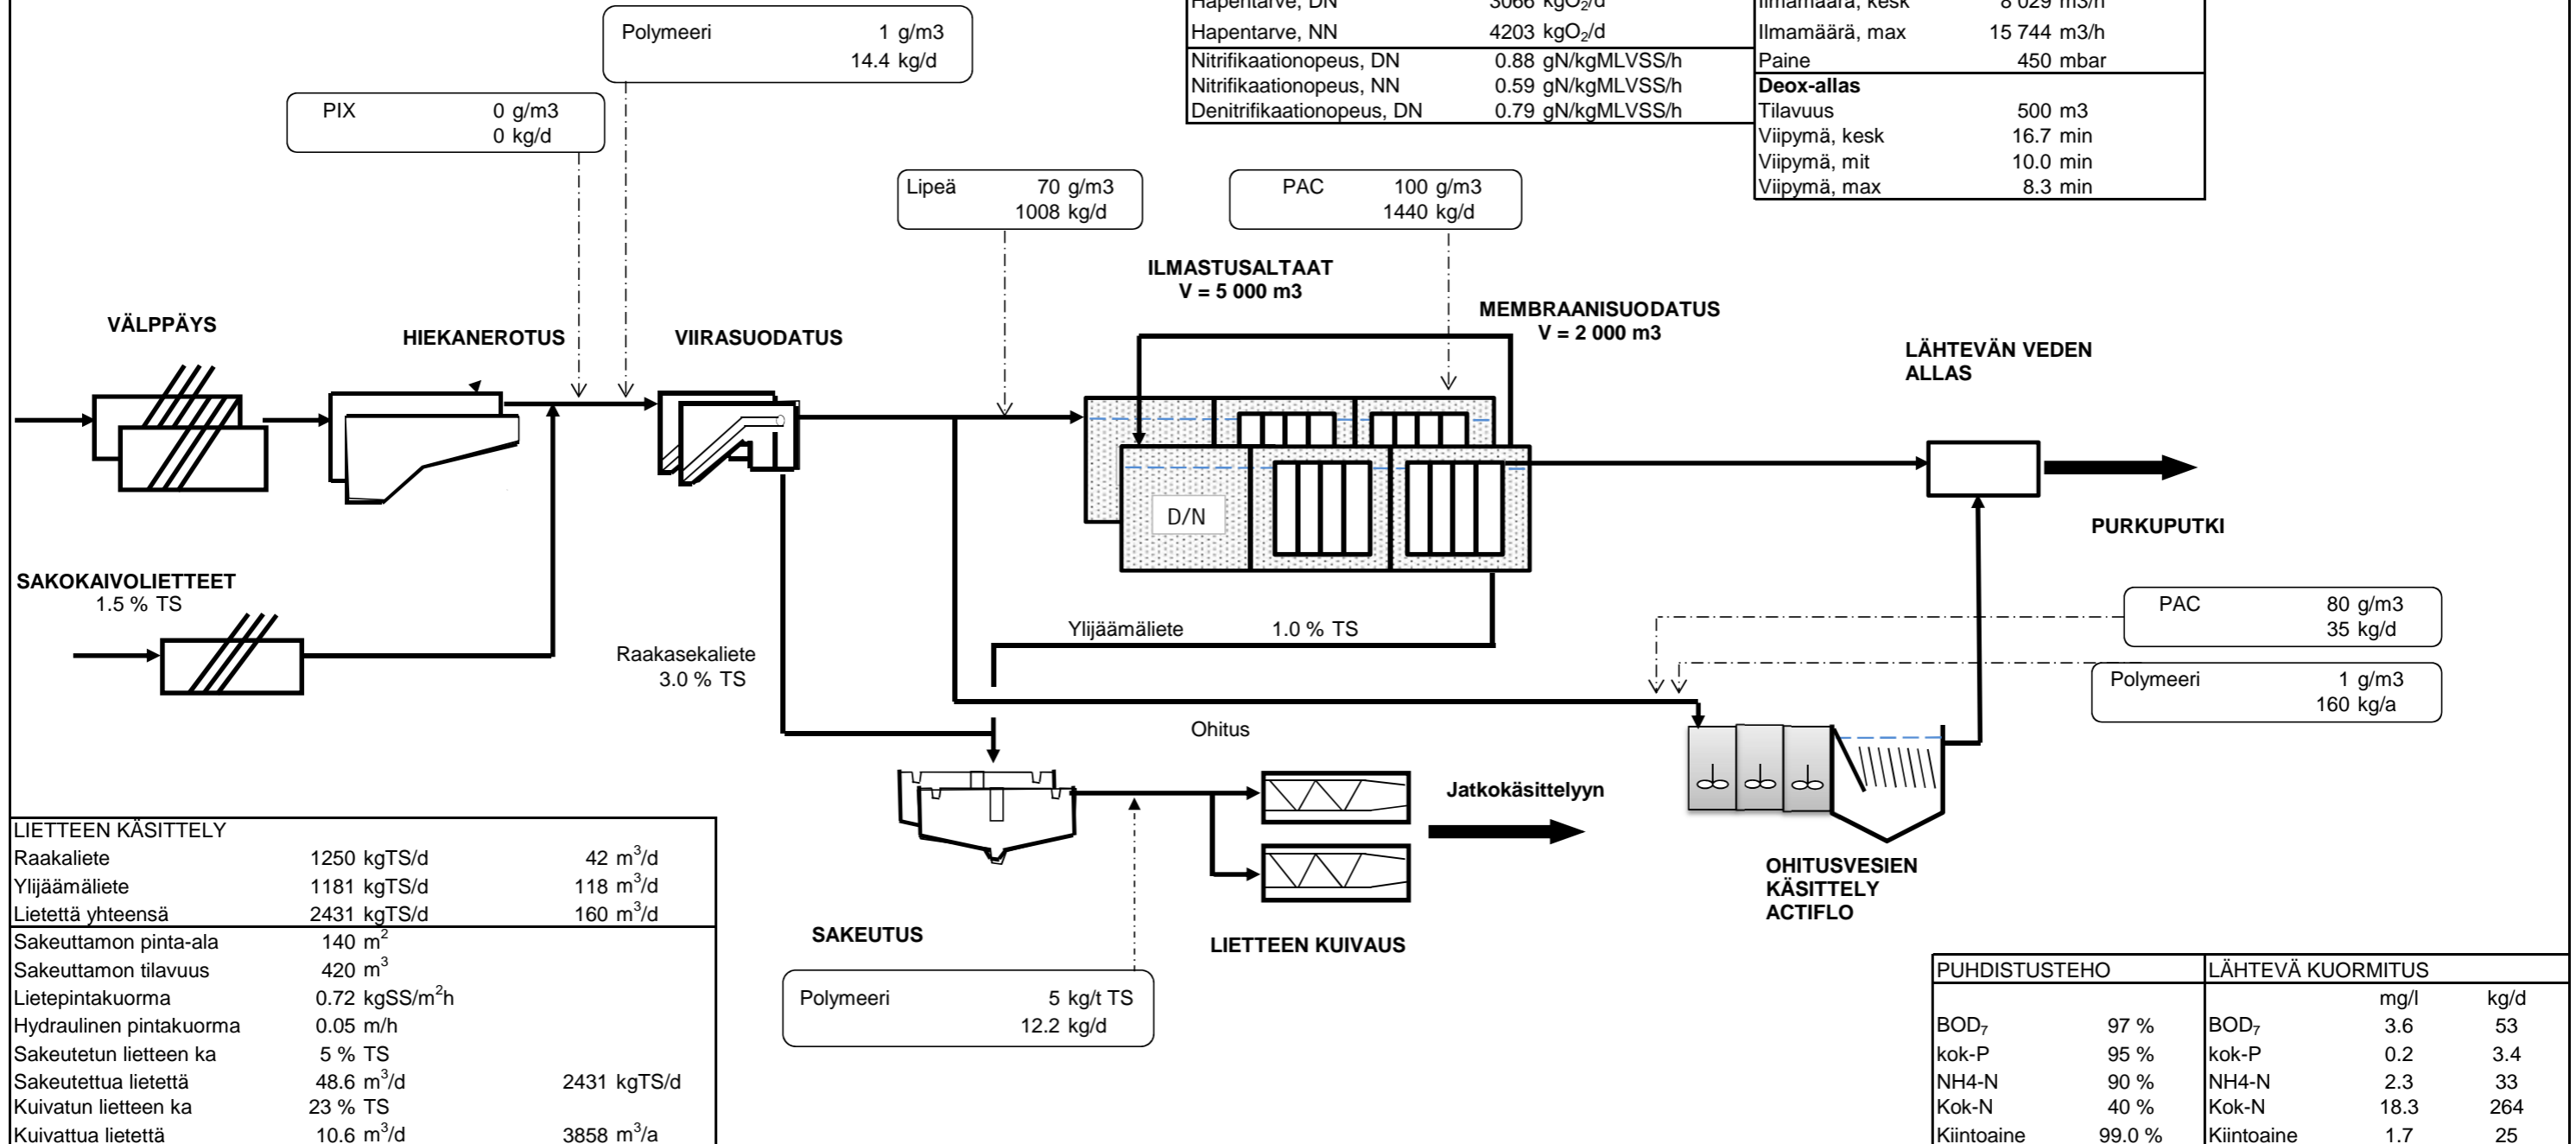 Hapentarve, DN 3066 kgO₂/d
Hapentarve, NN 4203 kgO₂/d
Nitrifikaationopeus, DN 0.88 gN/kgMLVSS/h
Nitrifikaationopeus, NN 0.59 gN/kgMLVSS/h
Denitrifikaationopeus, DN 0.79 gN/kgMLVSS/h
Ilmamäärä, kesk 8 029 m3/h
Ilmamäärä, max 15 744 m3/h
Paine 450 mbar
Deox-allas
Tilavuus 500 m3
Viipymä, kesk 16.7 min
Viipymä, mit 10.0 min
Viipymä, max 8.3 min
Polymeeri 1 g/m3
14.4 kg/d
PIX 0 g/m3
0 kg/d
Lipeä 70 g/m3
1008 kg/d
PAC 100 g/m3
1440 kg/d
ILMASTUSALTAAT
V = 5 000 m3
MEMBRAANISUODATUS
V = 2 000 m3
VÄLPPÄYS
HIEKANEROTUS
VIIRASUODATUS
LÄHTEVÄN VEDEN
ALLAS
D/N
PURKUPUTKI
SAKOKAIVOLIETTEET
1.5 % TS
Ylijäämäliete 1.0 % TS
Raakasekaliete
3.0 % TS
PAC 80 g/m3
35 kg/d
Polymeeri 1 g/m3
160 kg/a
Ohitus
Jatkokäsittelyyn
OHITUSVESIEN
KÄSITTELY
ACTIFLO
SAKEUTUS
LIETTEEN KUIVAUS
Polymeeri 5 kg/t TS
12.2 kg/d
LIETTEEN KÄSITTELY
Raakaliete 1250 kgTS/d 42 m³/d
Ylijäämäliete 1181 kgTS/d 118 m³/d
Lietettä yhteensä 2431 kgTS/d 160 m³/d
Sakeuttamon pinta-ala 140 m²
Sakeuttamon tilavuus 420 m³
Lietepintakuorma 0.72 kgSS/m²h
Hydraulinen pintakuorma 0.05 m/h
Sakeutetun lietteen ka 5 % TS
Sakeutettua lietettä 48.6 m³/d 2431 kgTS/d
Kuivatun lietteen ka 23 % TS
Kuivattua lietettä 10.6 m³/d 3858 m³/a
PUHDISTUSTEHO LÄHTEVÄ KUORMITUS
mg/l kg/d
BOD₇ 97 % BOD₇ 3.6 53
kok-P 95 % kok-P 0.2 3.4
NH4-N 90 % NH4-N 2.3 33
Kok-N 40 % Kok-N 18.3 264
Kiintoaine 99.0 % Kiintoaine 1.7 25